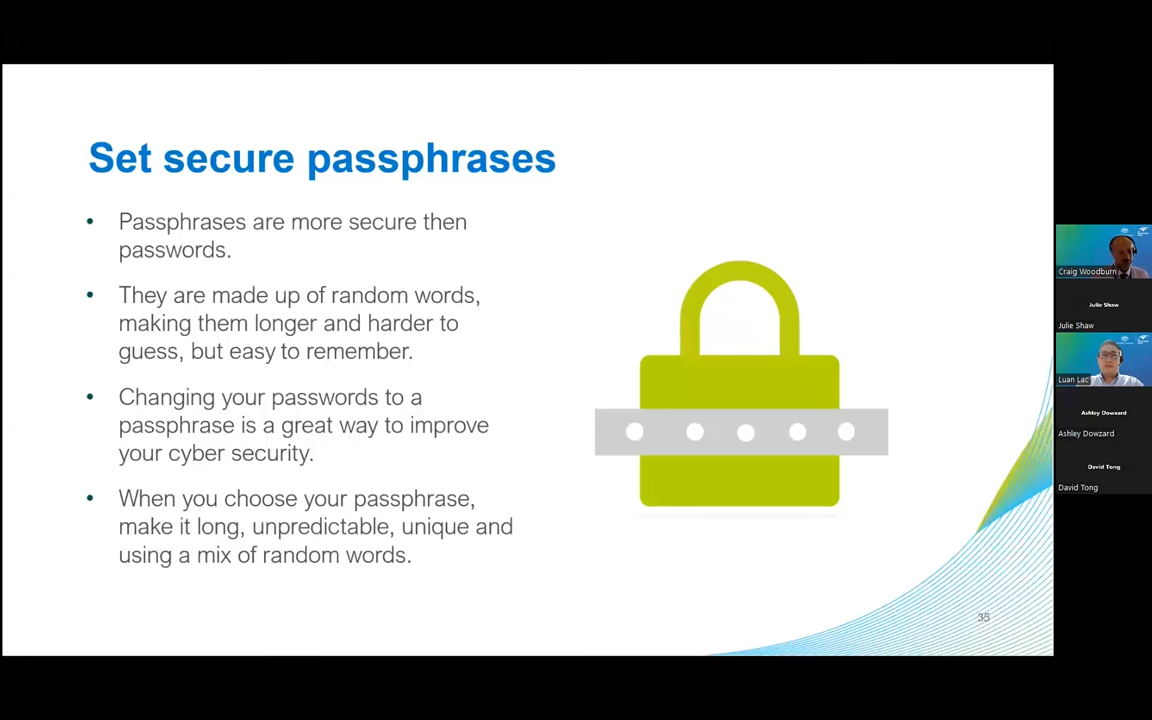 Set secure passphrases
• Passphrases are more secure then
passwords.
• They are made up of random words,
making them longer and harder to
guess, but easy to remember.
• Changing your passwords to a
passphrase is a great way to improve
your cyber security.
• When you choose your passphrase,
make it long, unpredictable, unique and
using a mix of random words.
35
Craig Woodburn
Julie Shaw
Julie Shaw
Luan Lac
Ashley Dowzard
Ashley Dowzard
David Tong
David Tong